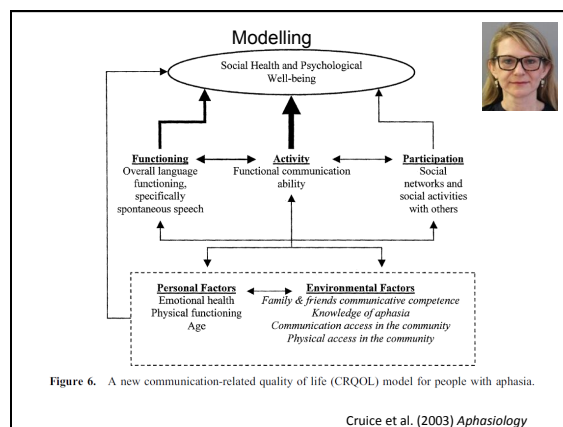 Modelling
Social Health and Psychological
Well-being
Functioning
Overall language
functioning,
specifically
spontaneous speech
Activity
Functional communication
ability
Participation
Social
networks and
social activities
with others
Personal Factors
Emotional health
Physical functioning
Age
Environmental Factors
Family & friends communicative competence
Knowledge of aphasia
Communication access in the community
Physical access in the community
Figure 6. A new communication-related quality of life (CRQOL) model for people with aphasia.
Cruice et al. (2003) Aphasiology